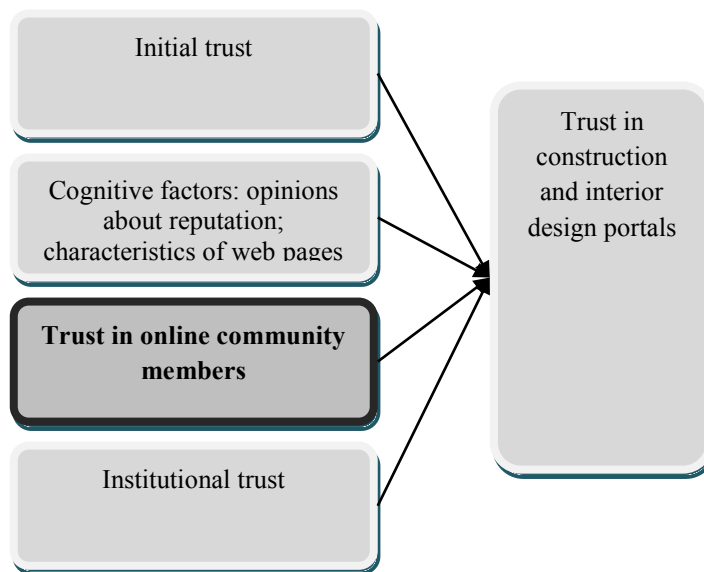 Initial trust
Cognitive factors: opinions
about reputation;
characteristics of web pages
Trust in online community
members
Institutional trust
Trust in
construction
and interior
design portals